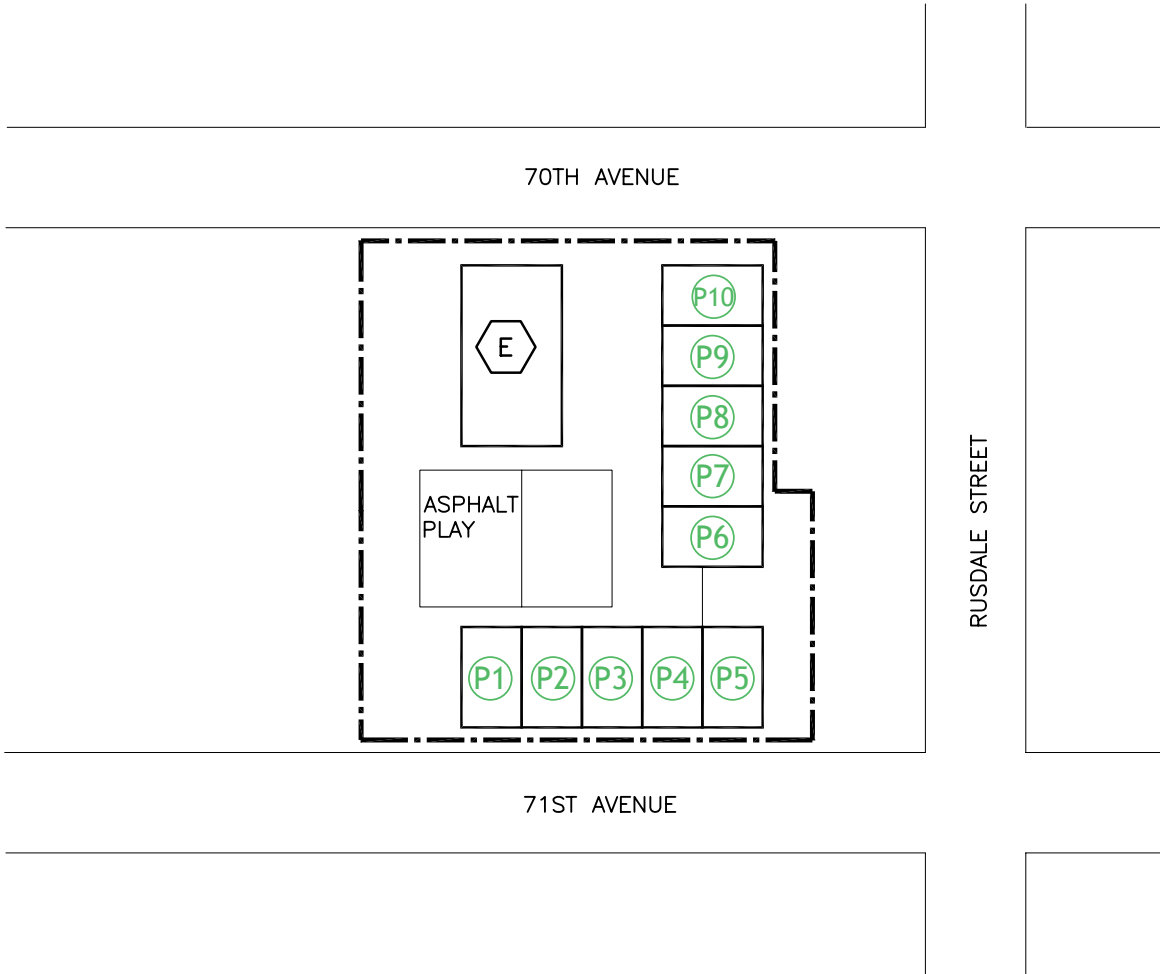 70TH AVENUE
P10
E
P9
P8
P7
ASPHALT
PLAY
P6
RUSDALE STREET
P1 P2 P3 P4 P5
71ST AVENUE